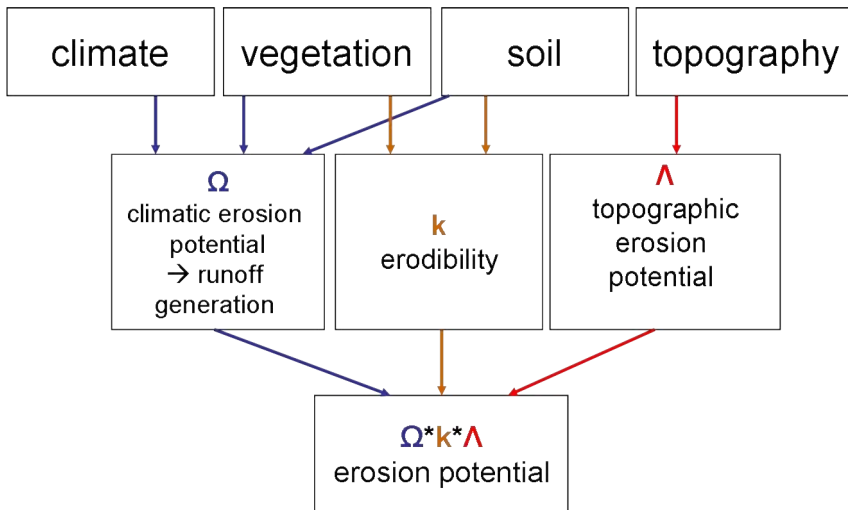 climate
vegetation
soil
topography
Ω
climatic erosion
potential
→ runoff
generation
k
erodibility
Λ
topographic
erosion
potential
Ω*k*Λ
erosion potential